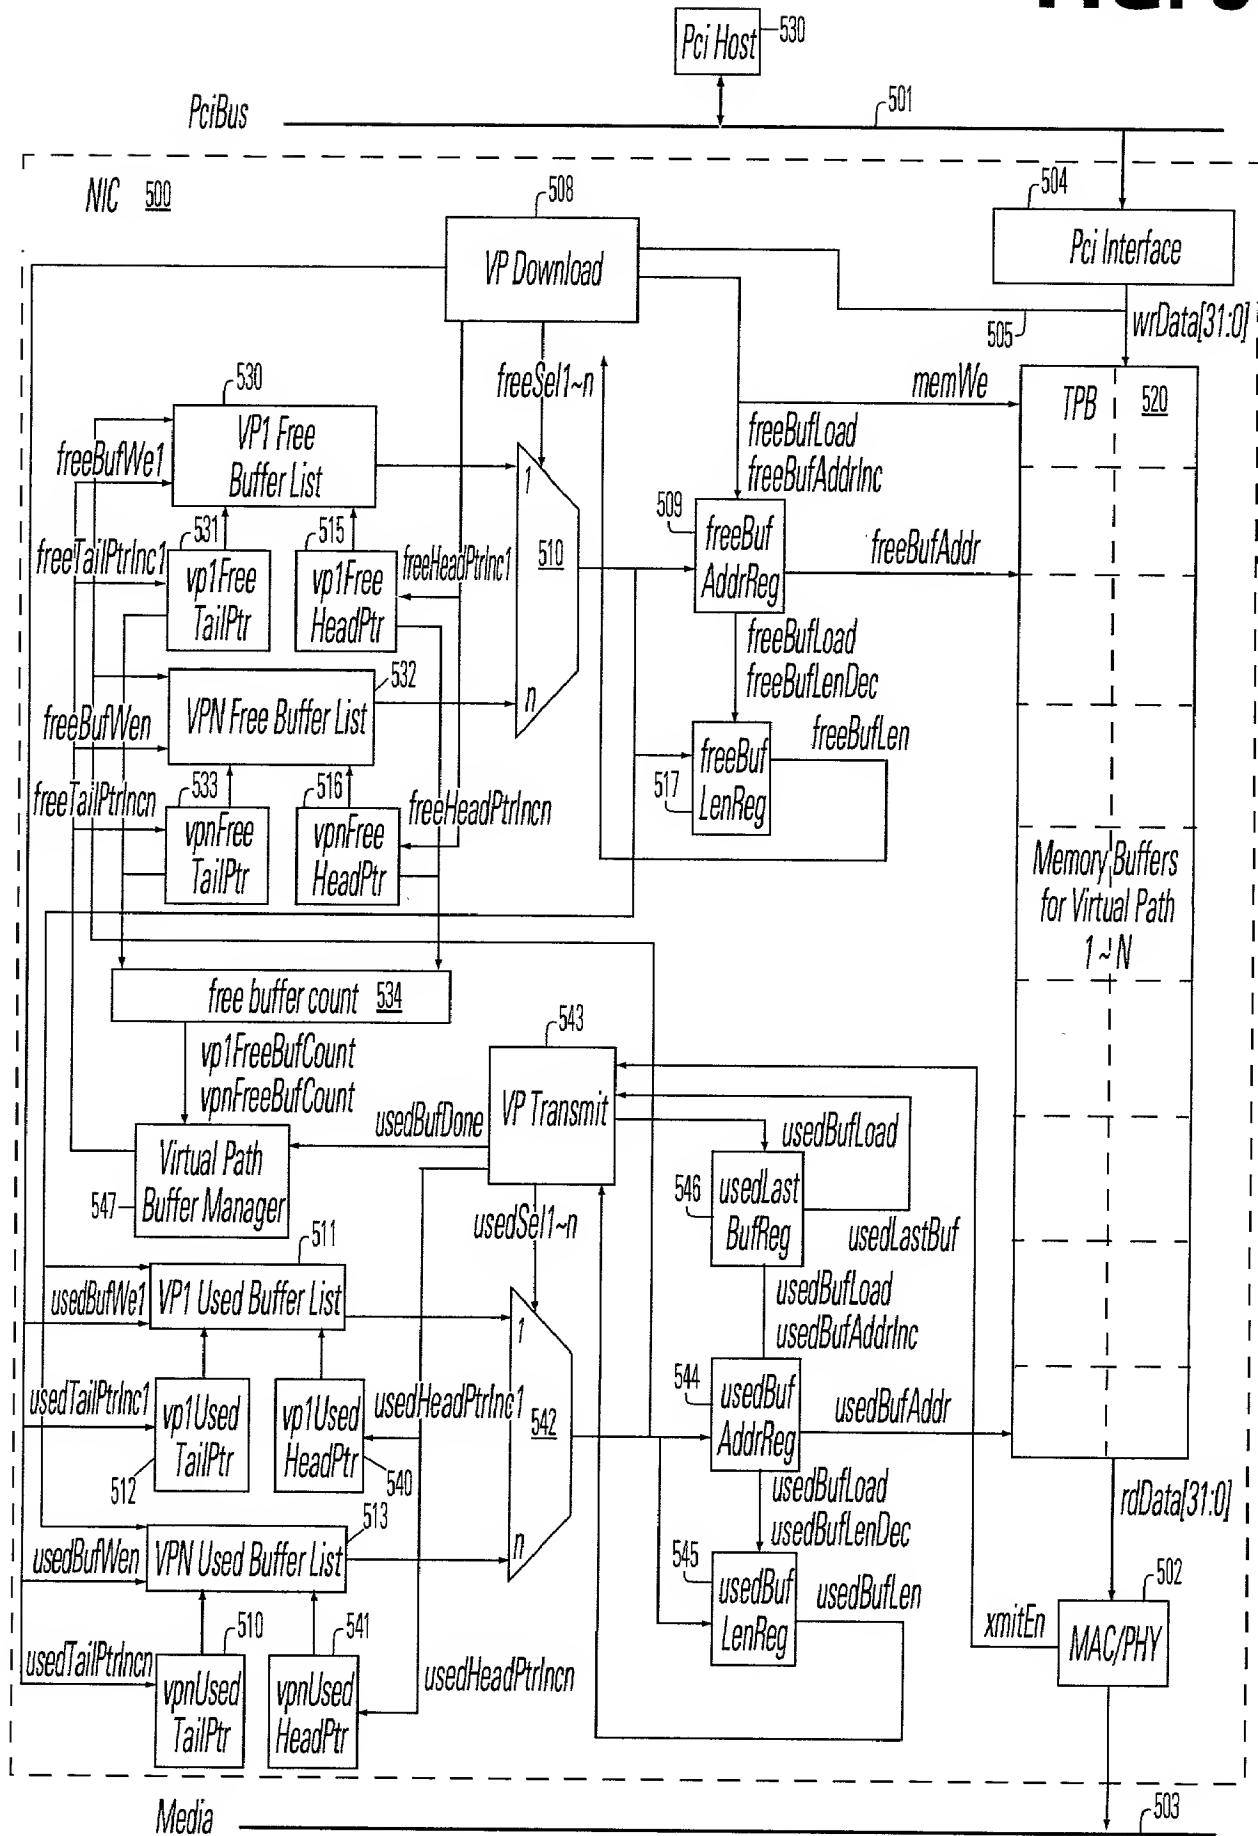 Pci Host
530
PciBus
501
NIC 500
508
VP Download
504
Pci Interface
505
wrData[31:0]
freeSel1~n
memWe
TPB 520
530
VP1 Free
Buffer List
freeBufWe1
1
freeBufLoad
freeBufAddrInc
531
515
509
freeTailPtrInc1
vp1Free
TailPtr
vp1Free
HeadPtr
freeHeadPtrInc1
510
freeBuf
AddrReg
freeBufAddr
freeBufLoad
freeBufLenDec
532
VPN Free Buffer List
n
freeBufWen
freeBufLen
freeBuf
LenReg
517
freeTailPtrIncn
533
516
vpnFree
TailPtr
vpnFree
HeadPtr
freeHeadPtrIncn
Memory Buffers
for Virtual Path
1~N
free buffer count 534
543
vp1FreeBufCount
vpnFreeBufCount
VP Transmit
usedBufDone
usedBufLoad
Virtual Path
Buffer Manager
547
546
usedLast
BufReg
usedLastBuf
usedSel1~n
511
VP1 Used Buffer List
usedBufWe1
1
usedBufLoad
usedBufAddrInc
usedTailPtrInc1
vp1Used
TailPtr
vp1Used
HeadPtr
usedHeadPtrInc1
542
544
usedBuf
AddrReg
usedBufAddr
512
540
usedBufLoad
usedBufLenDec
rdData[31:0]
513
VPN Used Buffer List
n
usedBufWen
545
usedBuf
LenReg
usedBufLen
502
MAC/PHY
xmitEn
510
541
usedTailPtrIncn
vpnUsed
TailPtr
vpnUsed
HeadPtr
usedHeadPtrIncn
Media
503